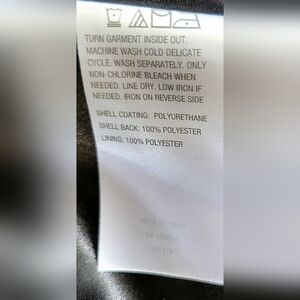 TURN GARMENT INSIDE OUT.
MACHINE WASH COLD DELICATE
CYCLE. WASH SEPARATELY. ONLY
NON-CHLORINE BLEACH WHEN
NEEDED. LINE DRY. LOW IRON IF
NEEDED. IRON ON REVERSE SIDE
SHELL COATING: POLYURETHANE
SHELL BACK: 100% POLYESTER
LINING: 100% POLYESTER